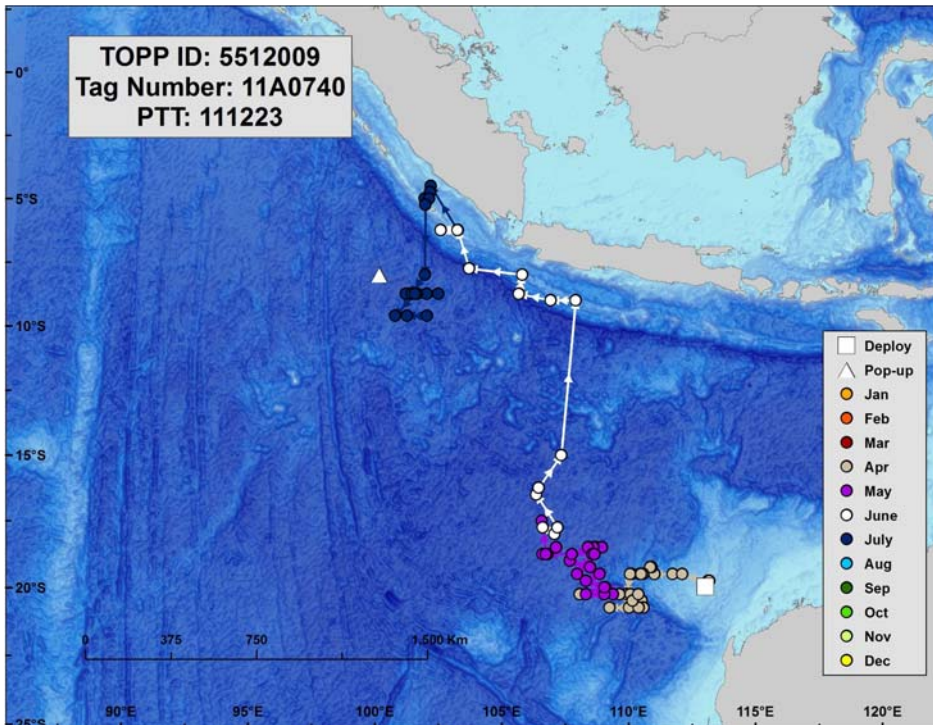 TOPP ID: 5512009
Tag Number: 11A0740
PTT: 111223
0°
5°S
10°S
15°S
20°S
25°S
Deploy
Pop-up
Jan
Feb
Mar
Apr
May
June
July
Aug
Sep
Oct
Nov
Dec
0 375 750 1.500 Km
90°E 95°E 100°E 105°E 110°E 115°E 120°E